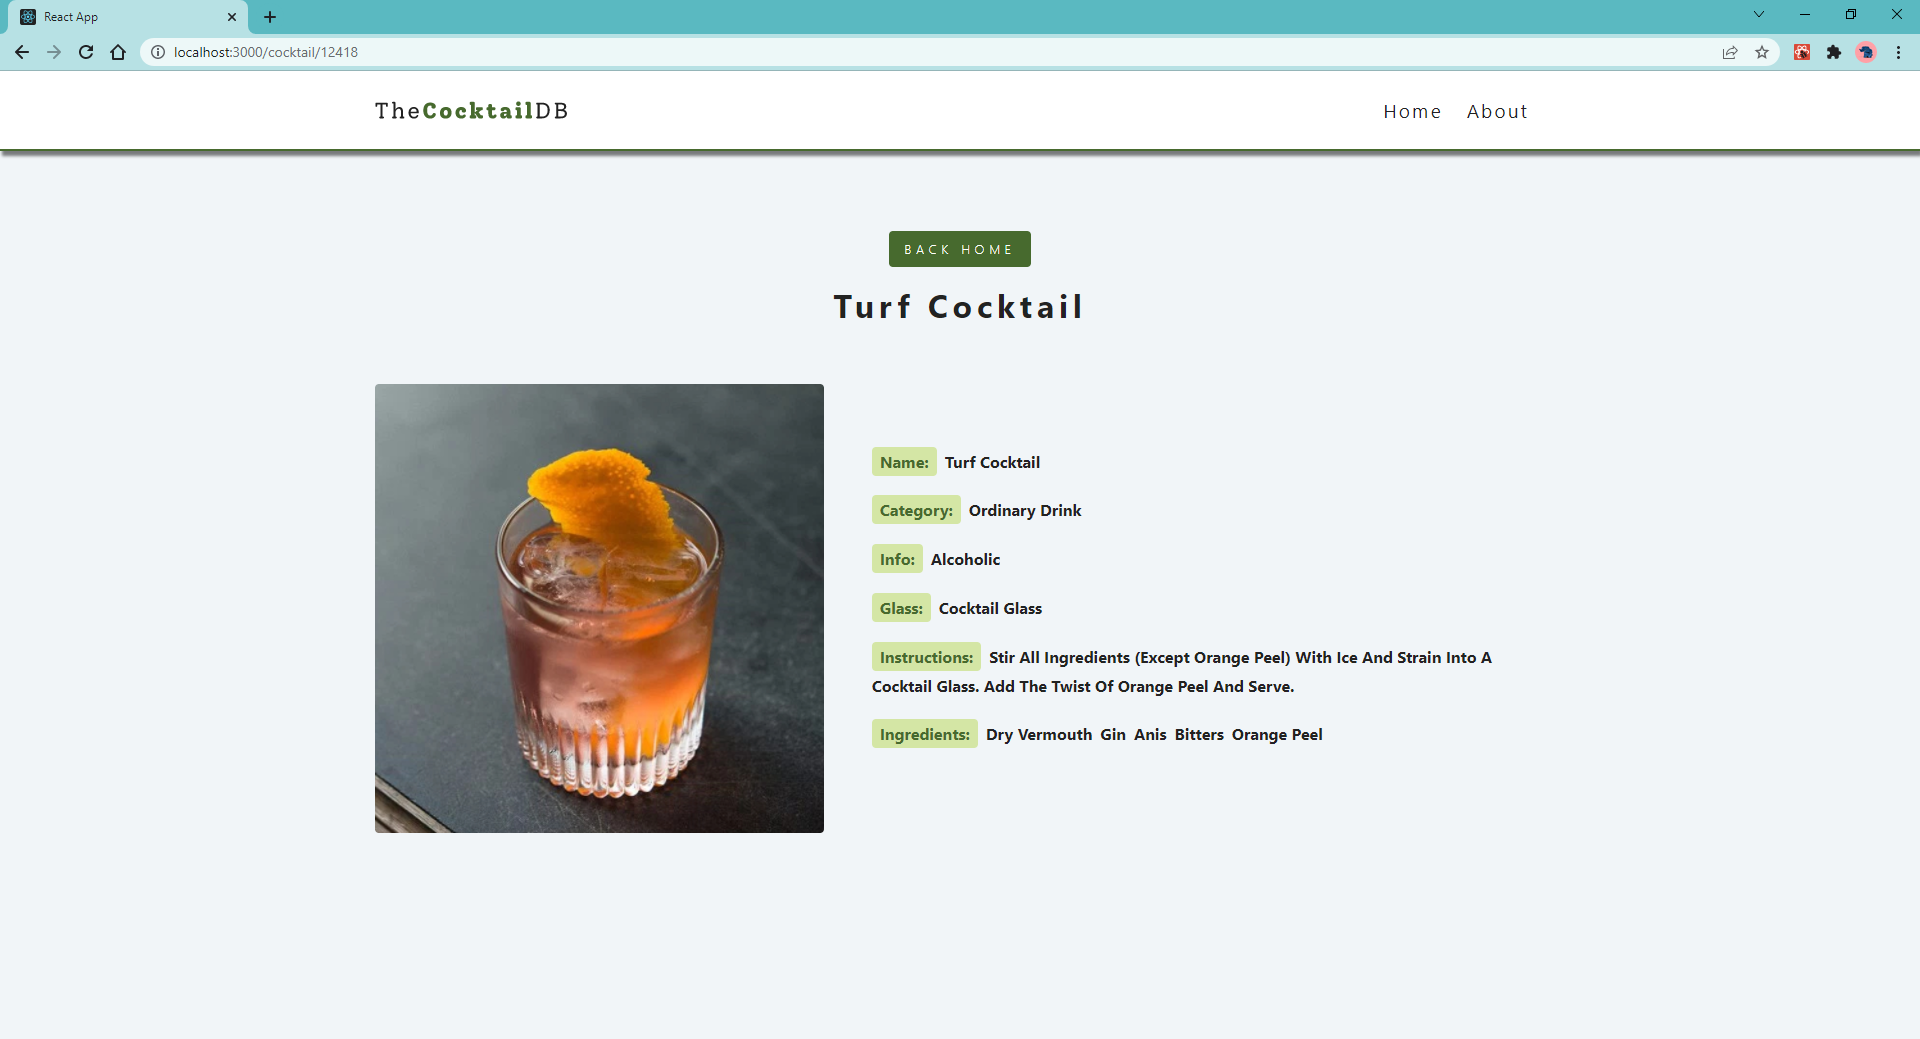 React App
localhost:3000/cocktail/12418
TheCocktailDB
Home About
BACK HOME
Turf Cocktail
Name: Turf Cocktail
Category: Ordinary Drink
Info: Alcoholic
Glass: Cocktail Glass
Instructions: Stir All Ingredients (Except Orange Peel) With Ice And Strain Into A
Cocktail Glass. Add The Twist Of Orange Peel And Serve.
Ingredients: Dry Vermouth Gin Anis Bitters Orange Peel